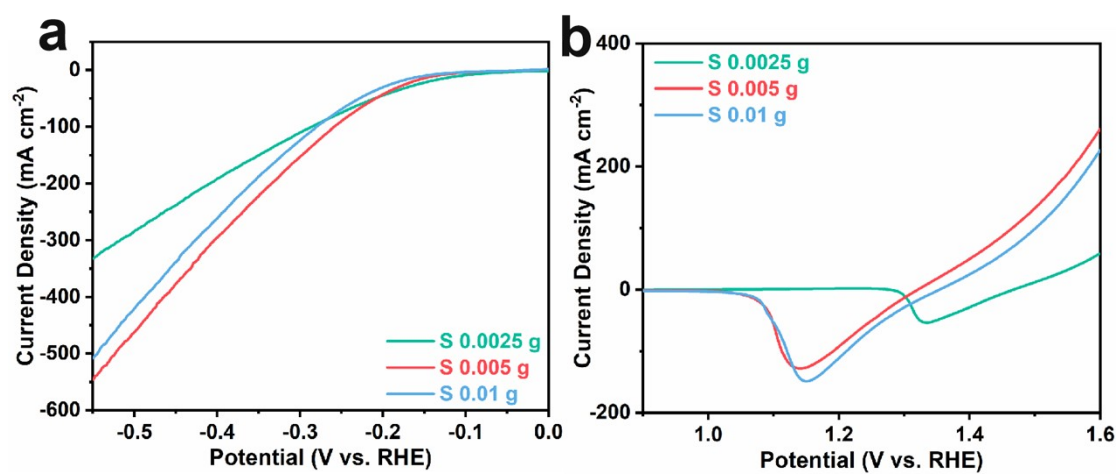 a
0
-100
-200
-300
-400
-500
-600
Current Density (mA cm⁻²)
S 0.0025 g
S 0.005 g
S 0.01 g
-0.5 -0.4 -0.3 -0.2 -0.1 0.0
Potential (V vs. RHE)
b
400
200
0
-200
Current Density (mA cm⁻²)
S 0.0025 g
S 0.005 g
S 0.01 g
1.0 1.2 1.4 1.6
Potential (V vs. RHE)